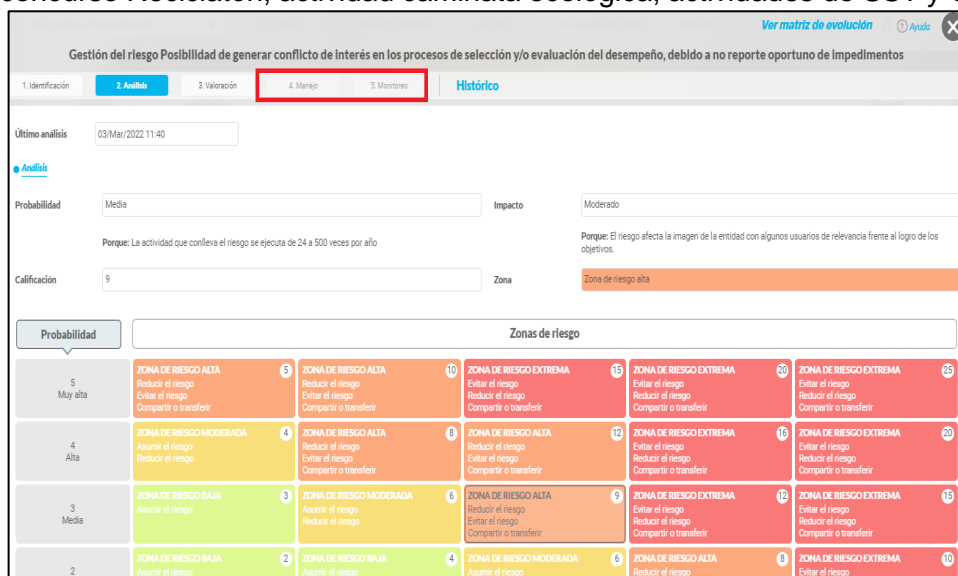 concurso Reciclatón, actividad caminata ecológica, actividades de SST y
Ver matriz de evolución ? Ayuda X
Gestión del riesgo Posibilidad de generar conflicto de interés en los procesos de selección y/o evaluación del desempeño, debido a no reporte oportuno de impedimentos
1. Identificación 2. Análisis 3. Valoración 4. Manejo 5. Monitoreo Histórico
Último análisis 03/Mar/2022 11:40
Análisis
Probabilidad Media Impacto Moderado
Porque: La actividad que conlleva el riesgo se ejecuta de 24 a 500 veces por año
Porque: El riesgo afecta la imagen de la entidad con algunos usuarios de relevancia frente al logro de los
objetivos.
Calificación 9 Zona Zona de riesgo alta
Probabilidad Zonas de riesgo
5
Muy alta
ZONA DE RIESGO ALTA 5
Reducir el riesgo
Evitar el riesgo
Compartir o transferir
ZONA DE RIESGO ALTA 10
Reducir el riesgo
Evitar el riesgo
Compartir o transferir
ZONA DE RIESGO EXTREMA 15
Evitar el riesgo
Reducir el riesgo
Compartir o transferir
ZONA DE RIESGO EXTREMA 20
Evitar el riesgo
Reducir el riesgo
Compartir o transferir
ZONA DE RIESGO EXTREMA 25
Evitar el riesgo
Reducir el riesgo
Compartir o transferir
4
Alta
ZONA DE RIESGO MODERADA 4
Asumir el riesgo
Reducir el riesgo
ZONA DE RIESGO ALTA 8
Reducir el riesgo
Evitar el riesgo
Compartir o transferir
ZONA DE RIESGO ALTA 12
Reducir el riesgo
Evitar el riesgo
Compartir o transferir
ZONA DE RIESGO EXTREMA 16
Evitar el riesgo
Reducir el riesgo
Compartir o transferir
ZONA DE RIESGO EXTREMA 20
Evitar el riesgo
Reducir el riesgo
Compartir o transferir
3
Media
ZONA DE RIESGO BAJA 3
Asumir el riesgo
ZONA DE RIESGO MODERADA 6
Asumir el riesgo
Reducir el riesgo
ZONA DE RIESGO ALTA 9
Reducir el riesgo
Evitar el riesgo
Compartir o transferir
ZONA DE RIESGO EXTREMA 12
Evitar el riesgo
Reducir el riesgo
Compartir o transferir
ZONA DE RIESGO EXTREMA 15
Evitar el riesgo
Reducir el riesgo
Compartir o transferir
2
ZONA DE RIESGO BAJA 2
Asumir el riesgo
ZONA DE RIESGO BAJA 4
Asumir el riesgo
ZONA DE RIESGO MODERADA 6
Asumir el riesgo
ZONA DE RIESGO ALTA 8
Reducir el riesgo
ZONA DE RIESGO EXTREMA 10
Evitar el riesgo